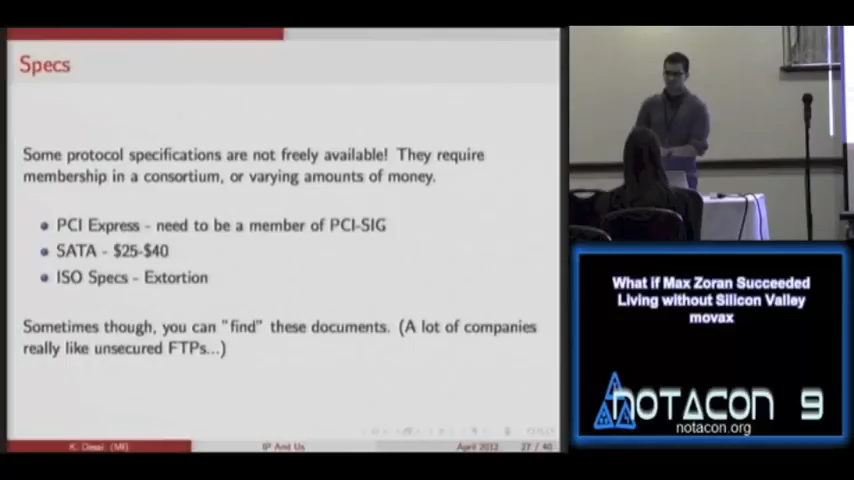 Specs
Some protocol specifications are not freely available! They require
membership in a consortium, or varying amounts of money.
PCI Express - need to be a member of PCI-SIG
SATA - $25-$40
ISO Specs - Extortion
Sometimes though, you can "find" these documents. (A lot of companies
really like unsecured FTPs...)
IP And Us
April 2012
27 / 40
What if Max Zoran Succeeded
Living without Silicon Valley
movax
NOTACON 9
notacon.org